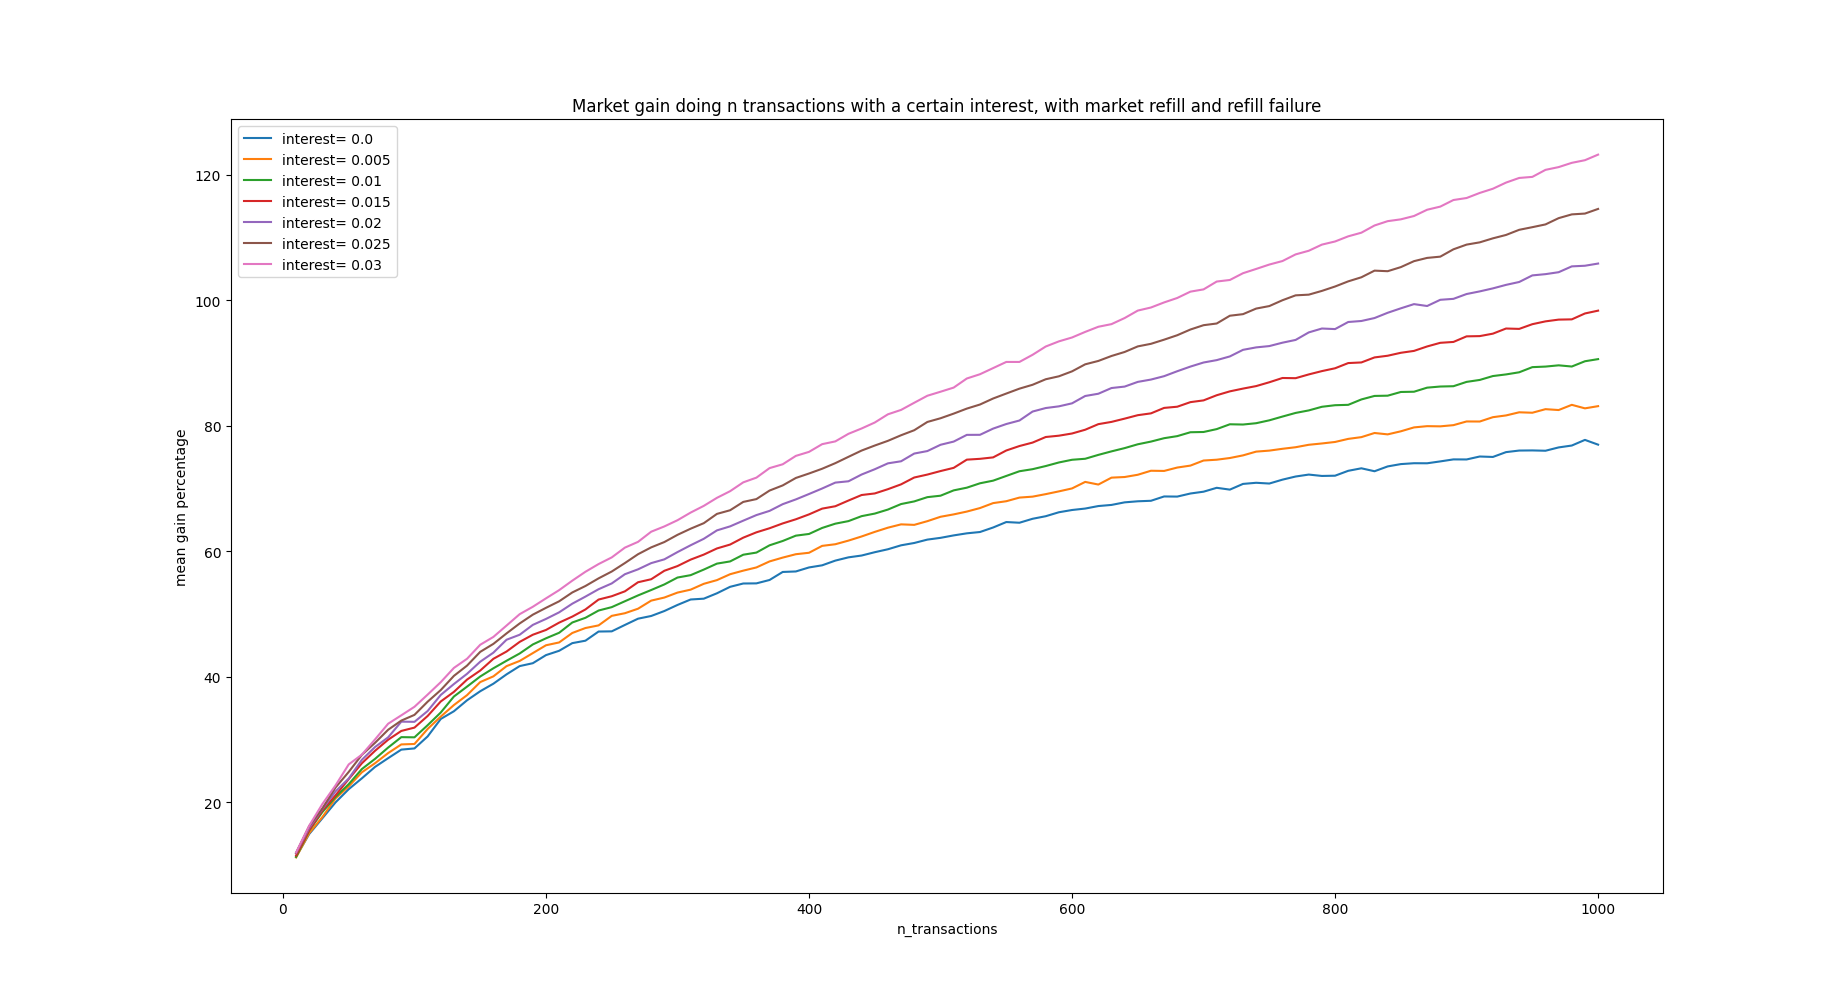 Market gain doing n transactions with a certain interest, with market refill and refill failure
interest= 0.0
interest= 0.005
interest= 0.01
interest= 0.015
interest= 0.02
interest= 0.025
interest= 0.03
120
100
80
60
40
20
mean gain percentage
0 200 400 600 800 1000
n_transactions